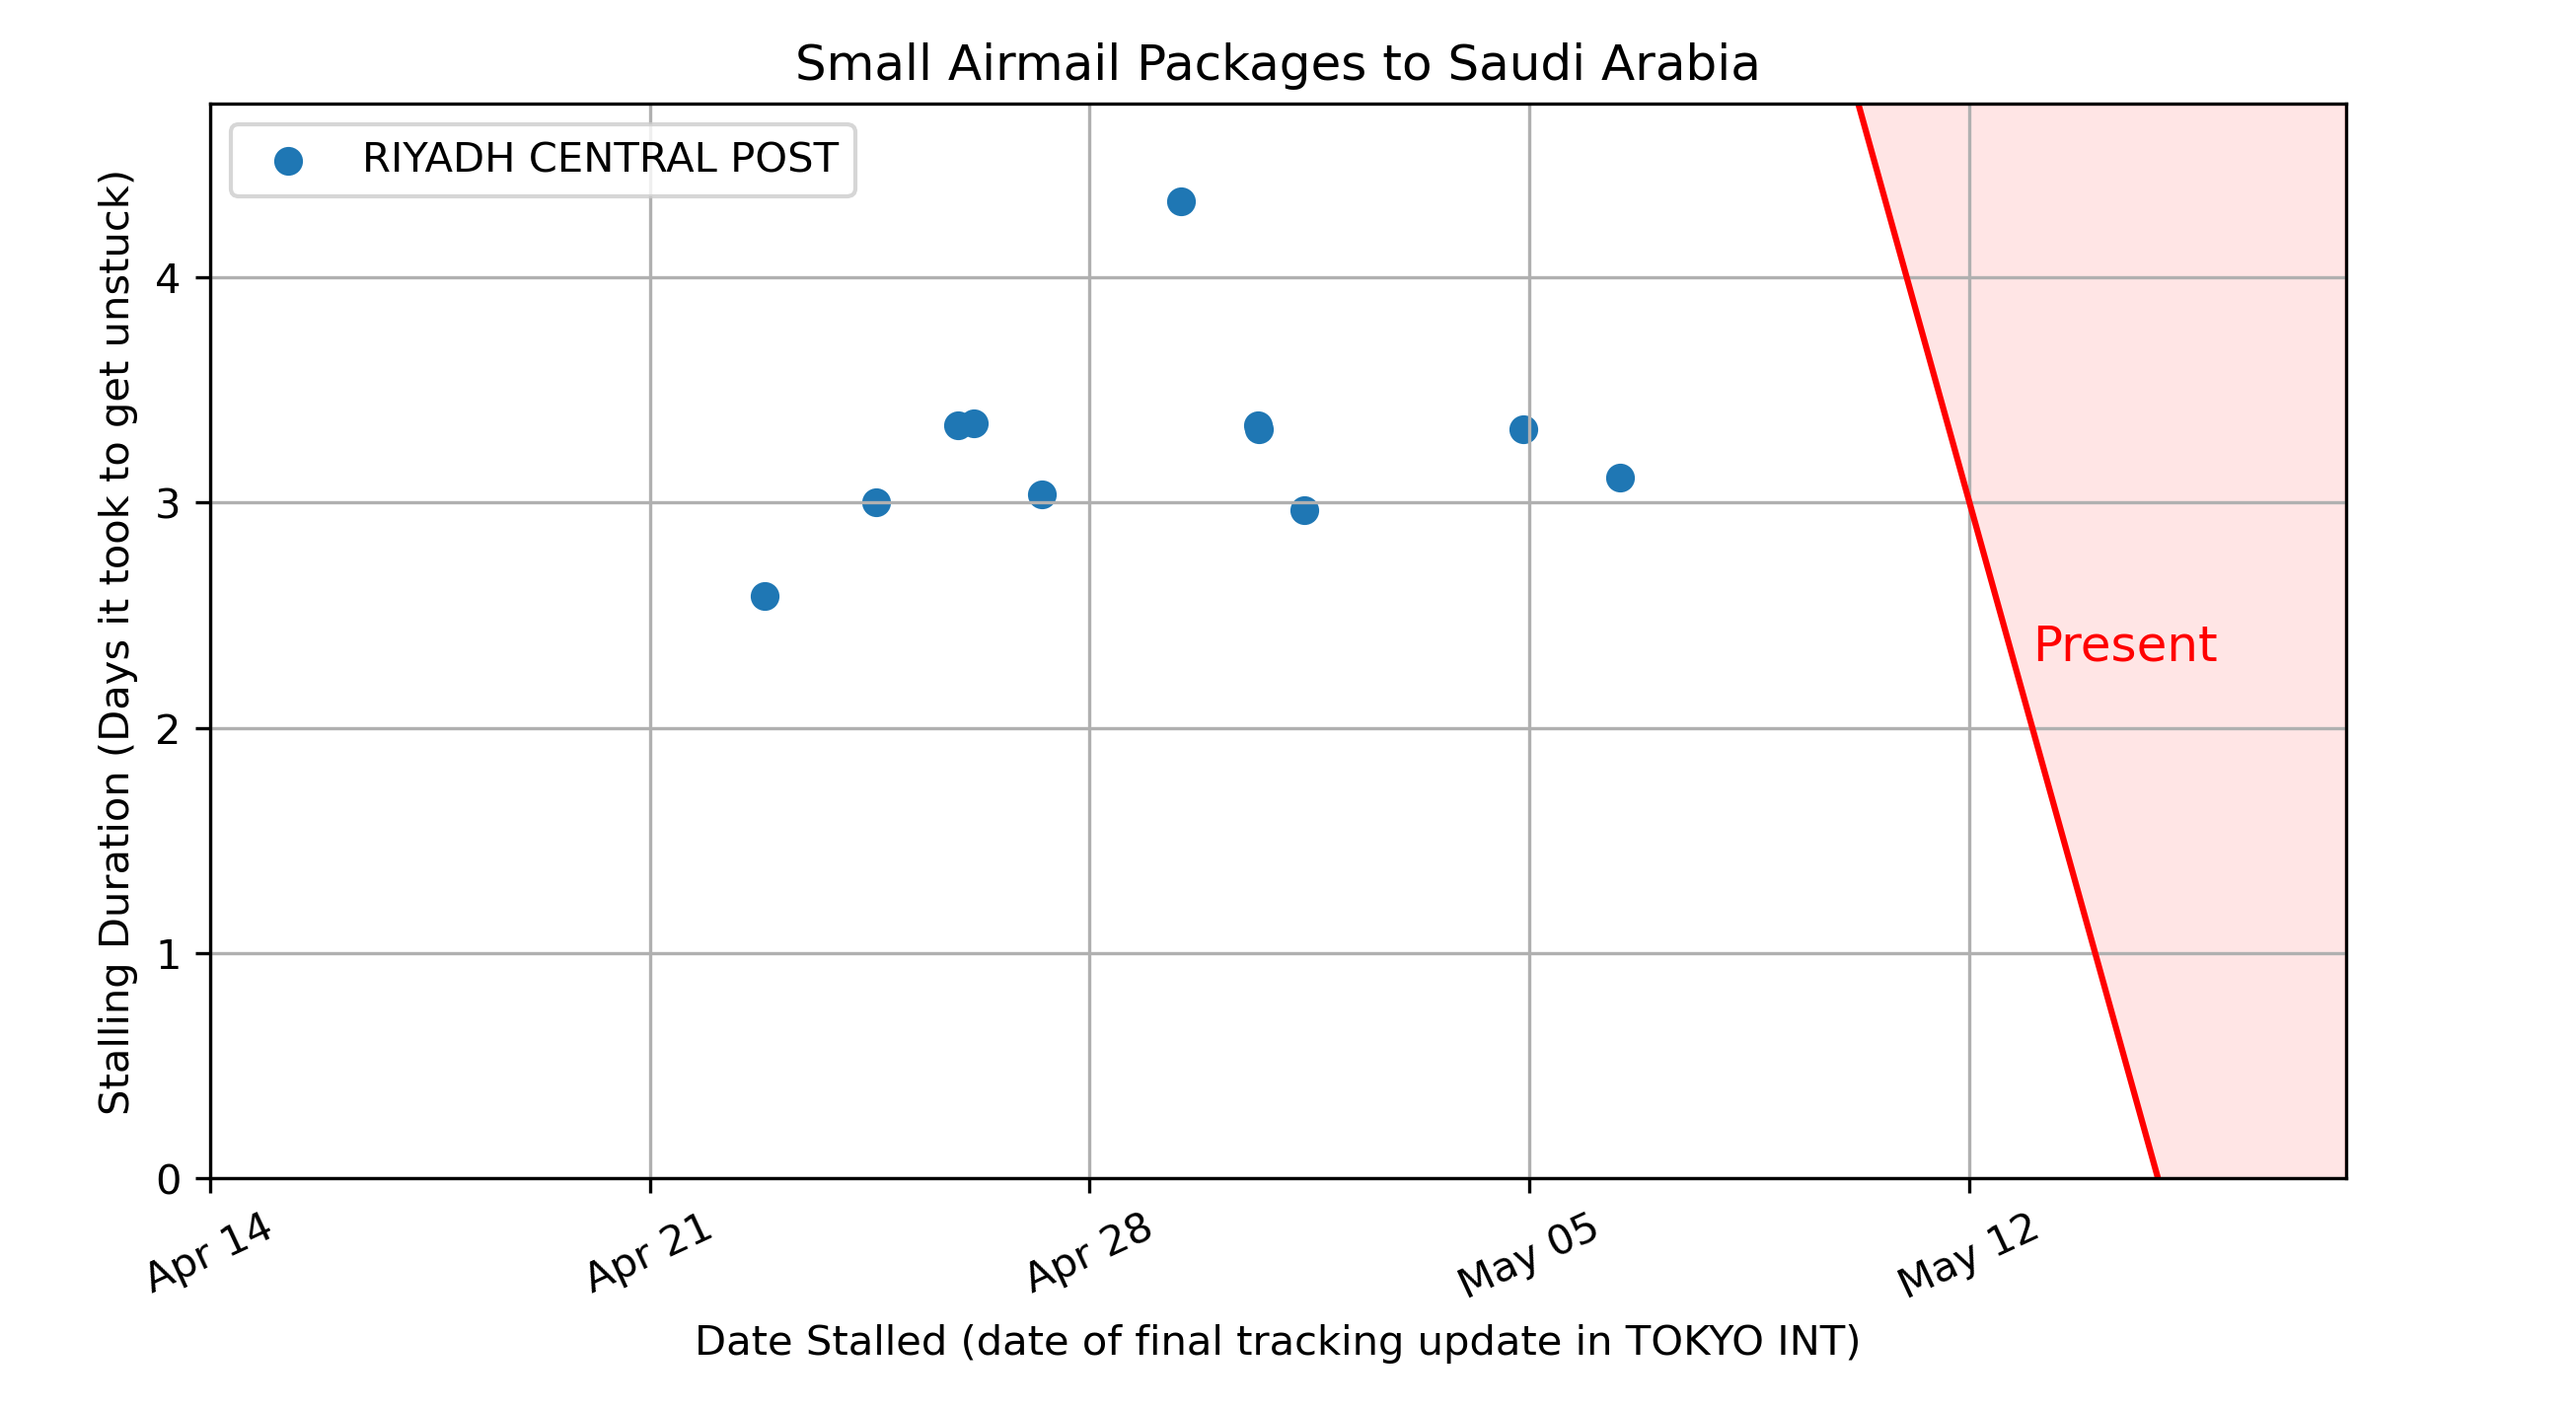 Small Airmail Packages to Saudi Arabia
RIYADH CENTRAL POST
Stalling Duration (Days it took to get unstuck)
4
3
2
1
0
Present
Apr 14
Apr 21
Apr 28
May 05
May 12
Date Stalled (date of final tracking update in TOKYO INT)